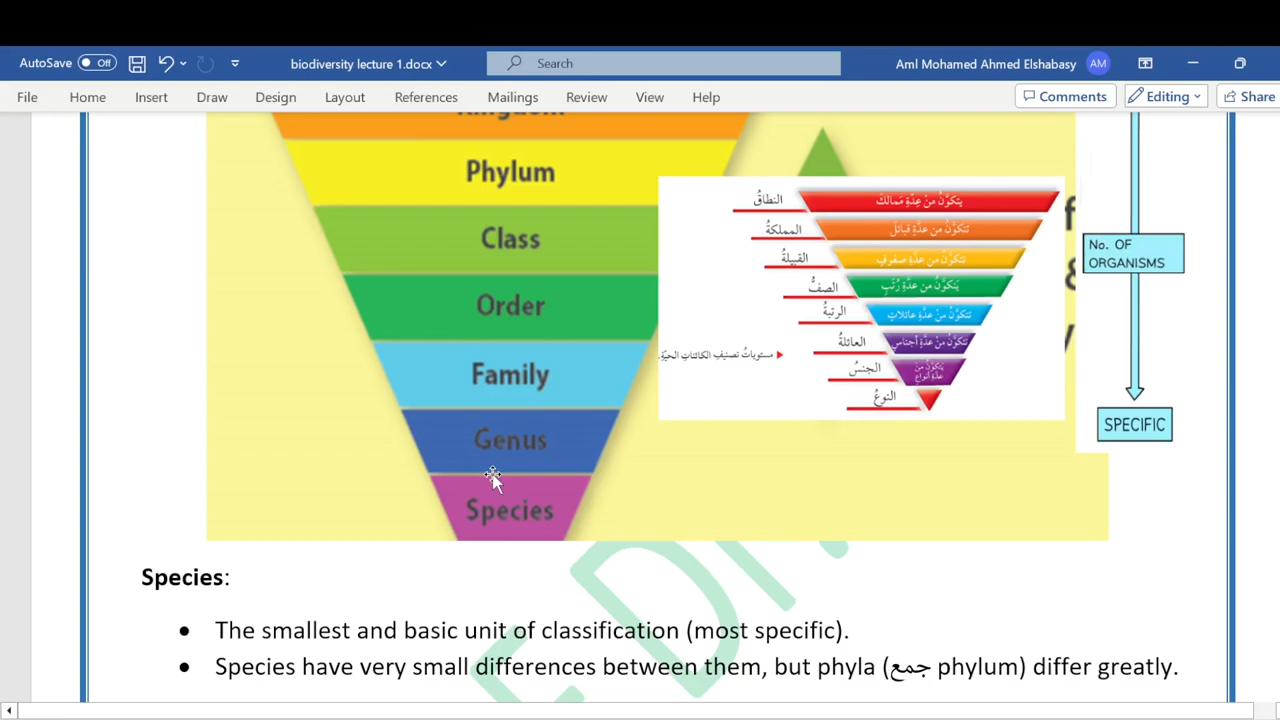 AutoSave Off biodiversity lecture 1.docx Search Aml Mohamed Ahmed Elshabasy AM
File Home Insert Draw Design Layout References Mailings Review View Help Comments Editing Share
Kingdom
Phylum
Class
Order
Family
Genus
Species
النطاقُ يتكوَّنُ منْ عِدَّةِ مَمالكَ
المملكةُ تتكوَّنُ من عدَّةِ قبائلَ
القبيلةُ تتكوَّنُ من عدَّةِ صفوفٍ
الصفُّ يَتكوَّنُ منْ عدَّةِ رُتَبٍ
الرتبةُ تتكوَّنُ منْ عدَّةِ عائلاتٍ
العائلةُ تتكوَّنُ منْ عدَّةِ أجناسٍ
الجنسُ يتكوَّنُ منْ عدَّةِ أنواعٍ
النوعُ
مستوياتُ تصنيفِ الكائناتِ الحيَّةِ.
No. OF
ORGANISMS
SPECIFIC
Species:
• The smallest and basic unit of classification (most specific).
• Species have very small differences between them, but phyla (جمع phylum) differ greatly.